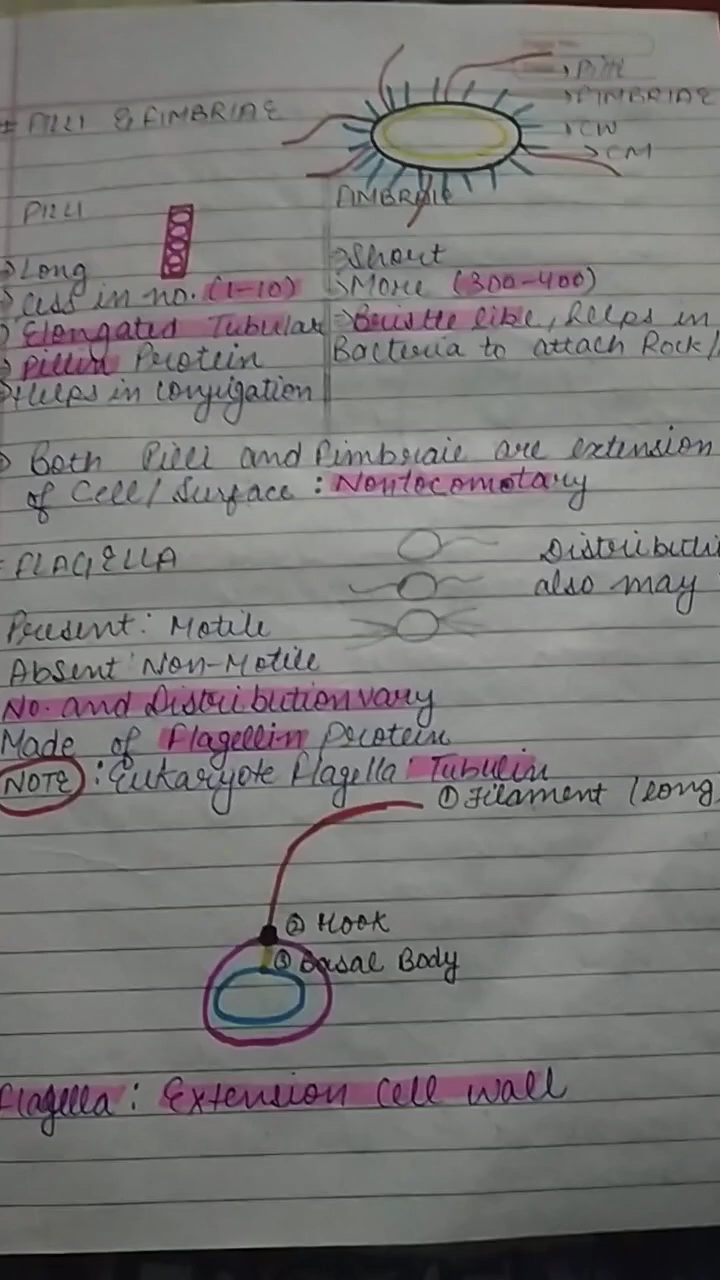 → Pilli
→ FIMBRIAE
= PILLI & FIMBRIAE
→ CW
→ CM
PILLI
FIMBRAIE
→ Long
→ Less in no. (1-10)
→ Elongated Tubular
→ Pillin Protein
→ Helps in conjugation
→ Short
→ More (300-400)
→ Bristle like, helps in
Bacteria to attach Rock/
→ Both Pilli and Fimbraie are extension
of Cell/Surface : Nonlocomotary
= FLAGELLA
also may
Present: Motile
Absent: Non-Motile
No. and Distribution vary
Made of Flagellin Protein
NOTE : Eukaryote Flagella: Tubulin
① Filament (long
② Hook
③ Basal Body
Flagella: Extension cell wall